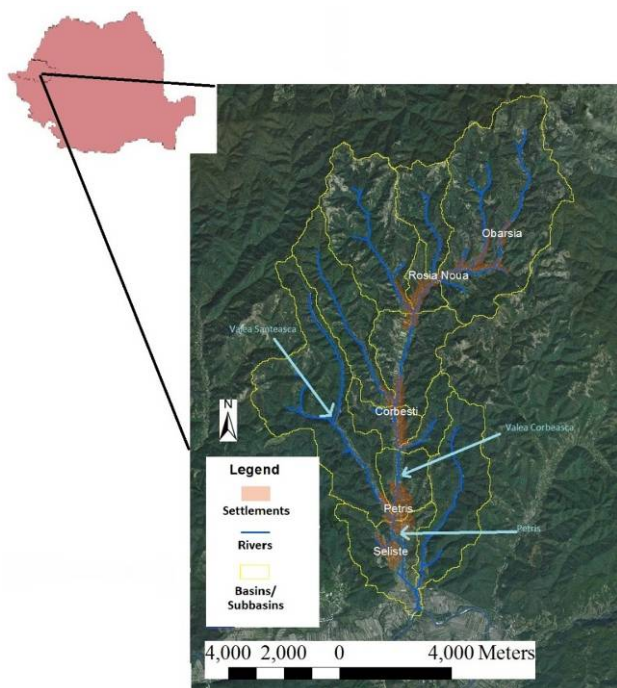 Obarsia
Rosia Noua
Valea Santeasca
N
Corbesti
Valea Corbeasca
Legend
Settlements
Rivers
Basins/
Subbasins
Petris
Petris
Seliste
4,000 2,000 0 4,000 Meters